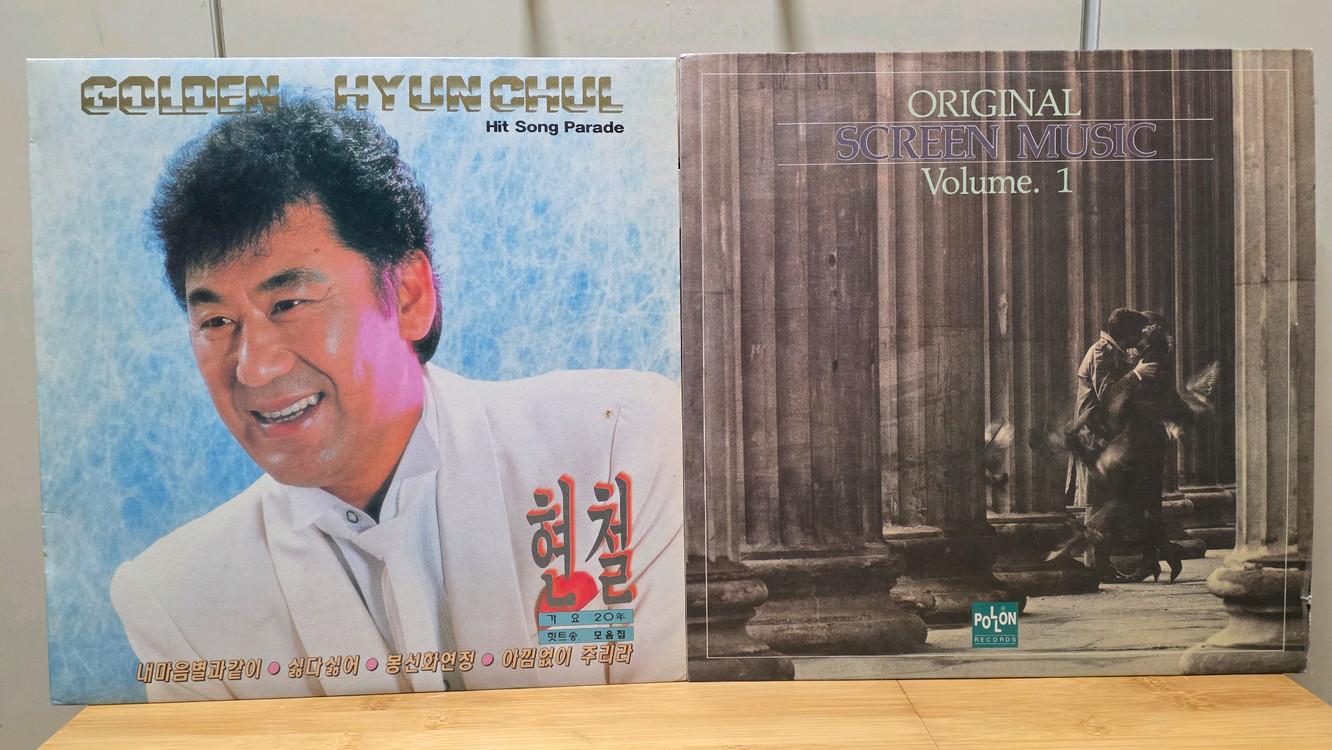 GOLDEN HYUN CHUL
Hit Song Parade
현철
가요 20年
힛트송 모음집
내마음별과같이 ● 싫다싫어 ● 봉선화연정 ● 아낌없이 주리라
ORIGINAL
SCREEN MUSIC
Volume. 1
POLLON
RECORDS